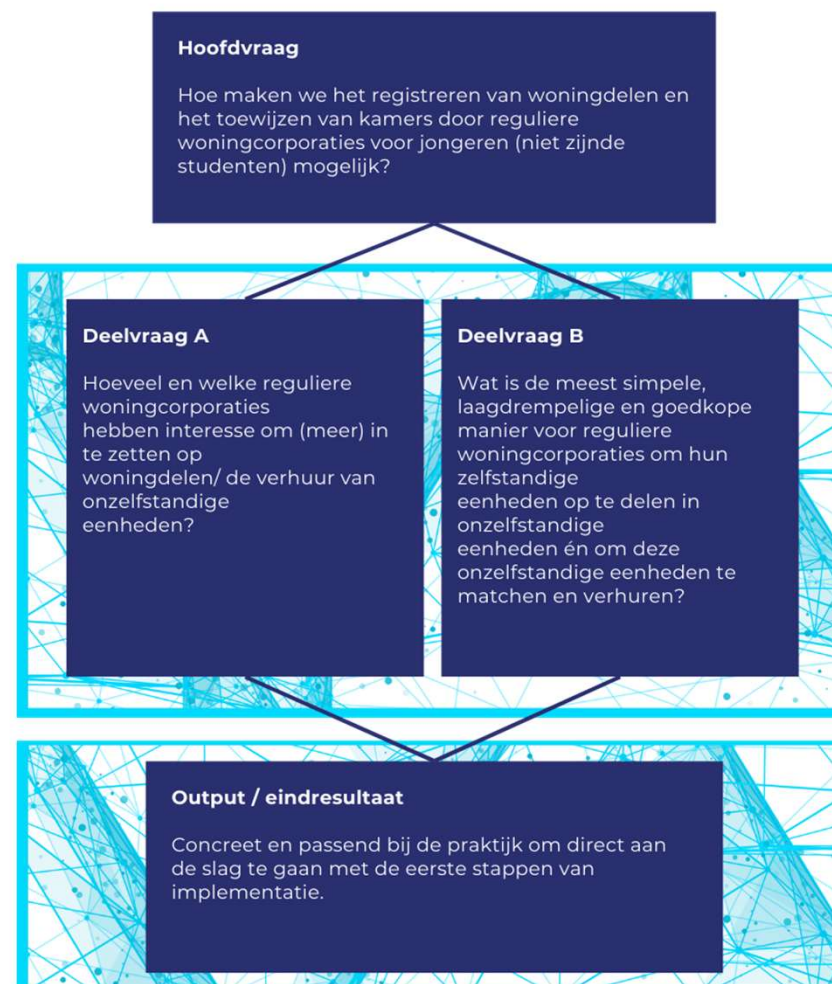 Hoofdvraag
Hoe maken we het registreren van woningdelen en
het toewijzen van kamers door reguliere
woningcorporaties voor jongeren (niet zijnde
studenten) mogelijk?
Deelvraag A
Hoeveel en welke reguliere
woningcorporaties
hebben interesse om (meer) in
te zetten op
woningdelen/ de verhuur van
onzelfstandige
eenheden?
Deelvraag B
Wat is de meest simpele,
laagdrempelige en goedkope
manier voor reguliere
woningcorporaties om hun
zelfstandige
eenheden op te delen in
onzelfstandige
eenheden én om deze
onzelfstandige eenheden te
matchen en verhuren?
Output / eindresultaat
Concreet en passend bij de praktijk om direct aan
de slag te gaan met de eerste stappen van
implementatie.